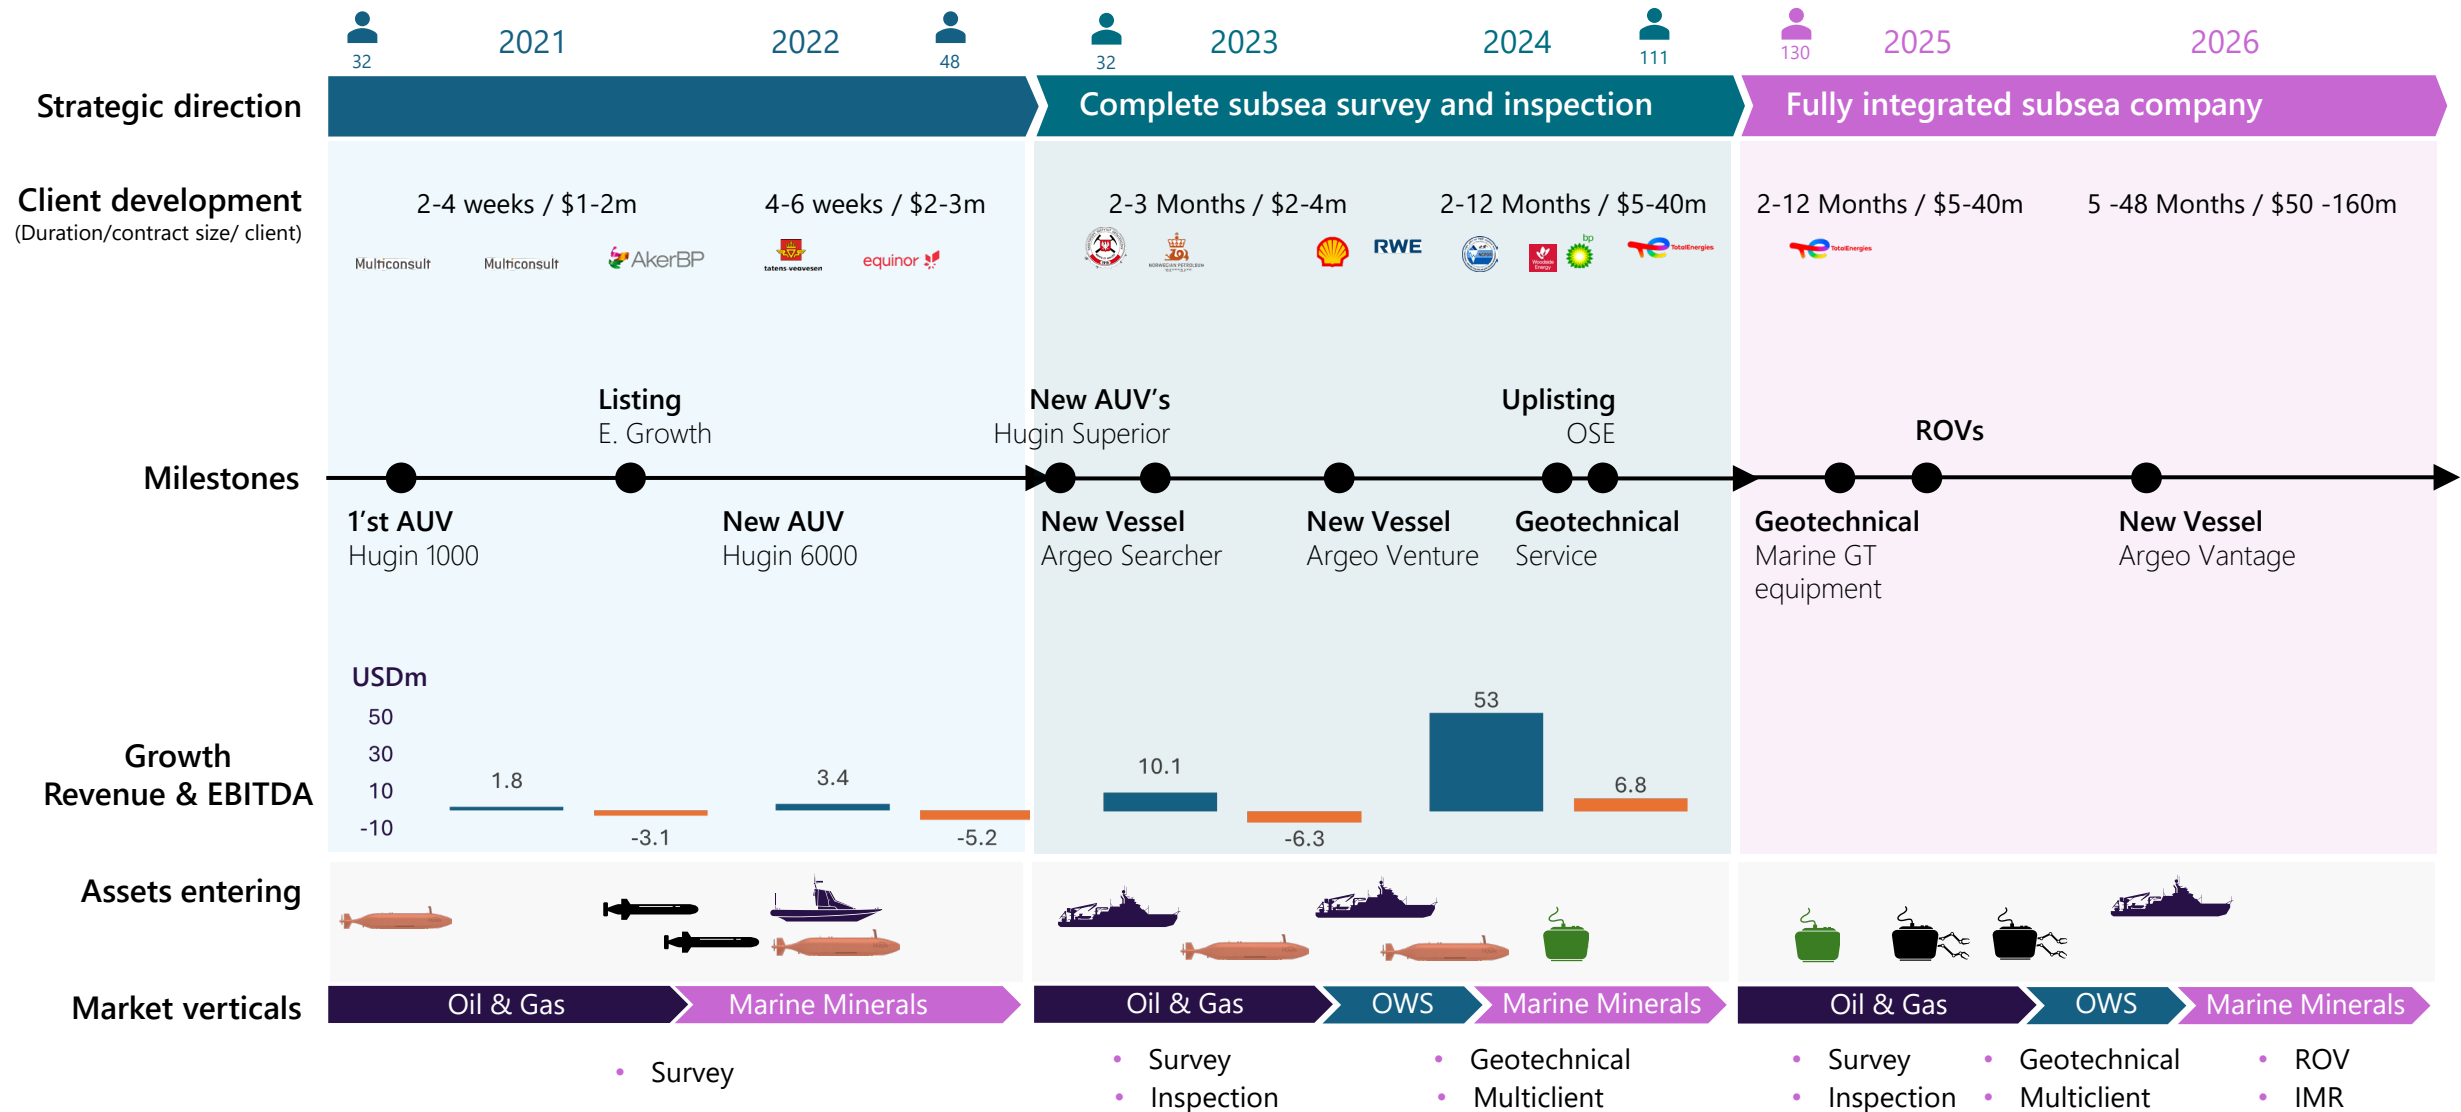 2021
2022
2023
2024
2025
2026
32
48
32
111
130
Strategic direction
Complete subsea survey and inspection
Fully integrated subsea company
Client development
(Duration/contract size/ client)
2-4 weeks / $1-2m
4-6 weeks / $2-3m
2-3 Months / $2-4m
2-12 Months / $5-40m
2-12 Months / $5-40m
5 -48 Months / $50 -160m
Multiconsult
Multiconsult
AkerBP
equinor
NORWEGIAN PETROLEUM
RWE
Woodside
Energy
bp
TotalEnergies
TotalEnergies
Milestones
Listing
E. Growth
New AUV's
Hugin Superior
Uplisting
OSE
ROVs
1'st AUV
Hugin 1000
New AUV
Hugin 6000
New Vessel
Argeo Searcher
New Vessel
Argeo Venture
Geotechnical
Service
Geotechnical
Marine GT
equipment
New Vessel
Argeo Vantage
Growth
Revenue & EBITDA
USDm
50
30
10
-10
1.8
-3.1
3.4
-5.2
10.1
-6.3
53
6.8
Assets entering
Market verticals
Oil & Gas
Marine Minerals
Oil & Gas
OWS
Marine Minerals
Oil & Gas
OWS
Marine Minerals
• Survey
• Survey
• Inspection
• Geotechnical
• Multiclient
• Survey
• Inspection
• Geotechnical
• Multiclient
• ROV
• IMR